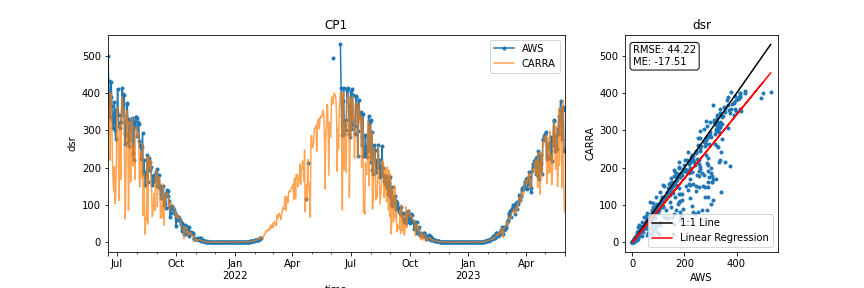 CP1
dsr
500
400
300
200
100
0
dsr
AWS
CARRA
Jul
Oct
Jan
2022
Apr
Jul
Oct
Jan
2023
Apr
time
dsr
RMSE: 44.22
ME: -17.51
500
400
300
200
100
0
CARRA
1:1 Line
Linear Regression
0
200
400
AWS